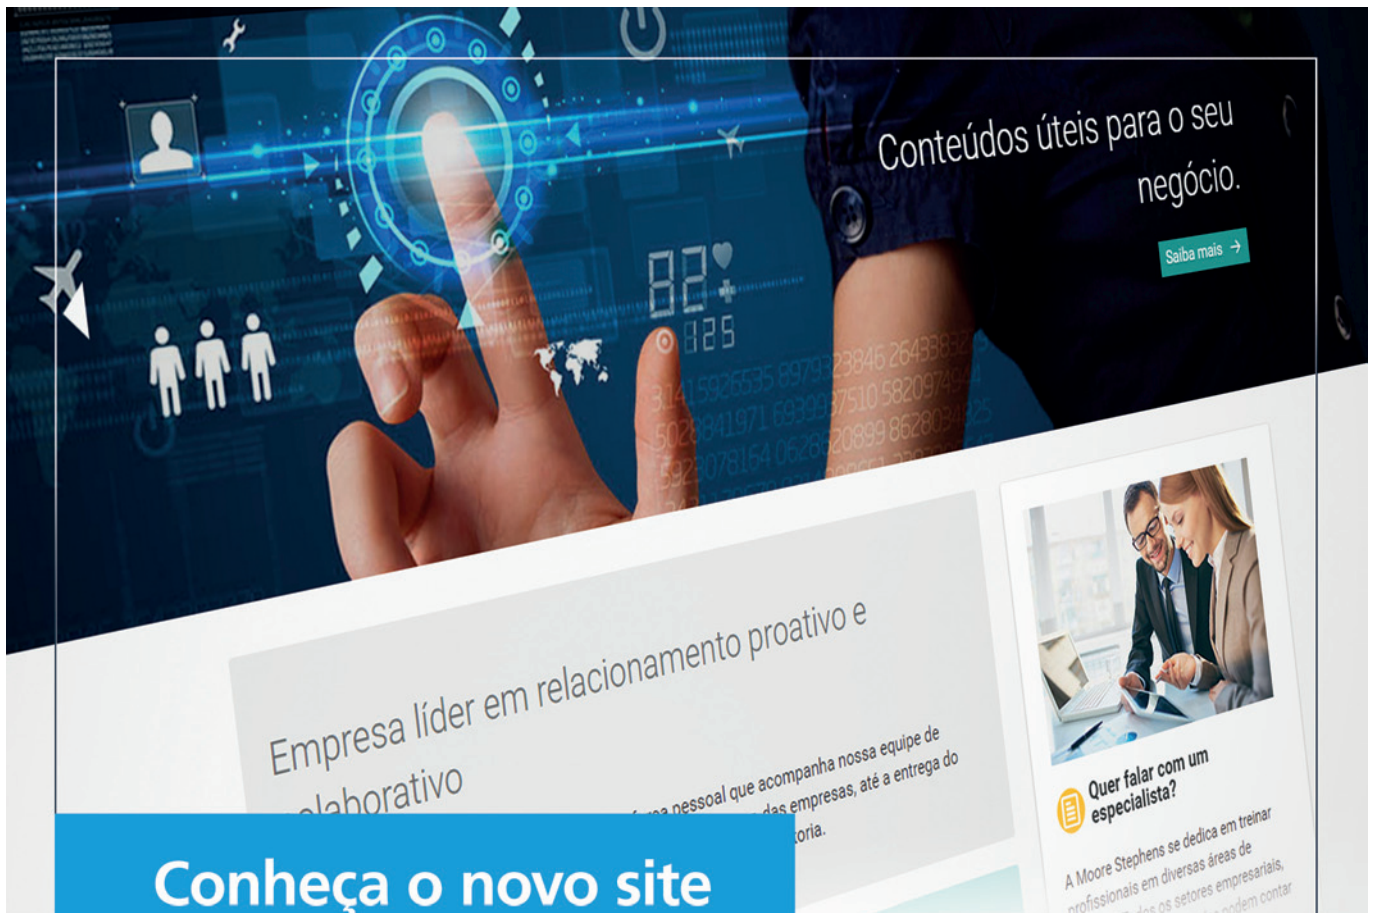 Conteúdos úteis para o seu
negócio.
Saiba mais →
82
125
Empresa líder em relacionamento proativo e
colaborativo
pessoal que acompanha nossa equipe de
das empresas, até a entrega do
Quer falar com um
especialista?
A Moore Stephens se dedica em treinar
profissionais em diversas áreas de
os setores empresariais,
podem contar
Conheça o novo site